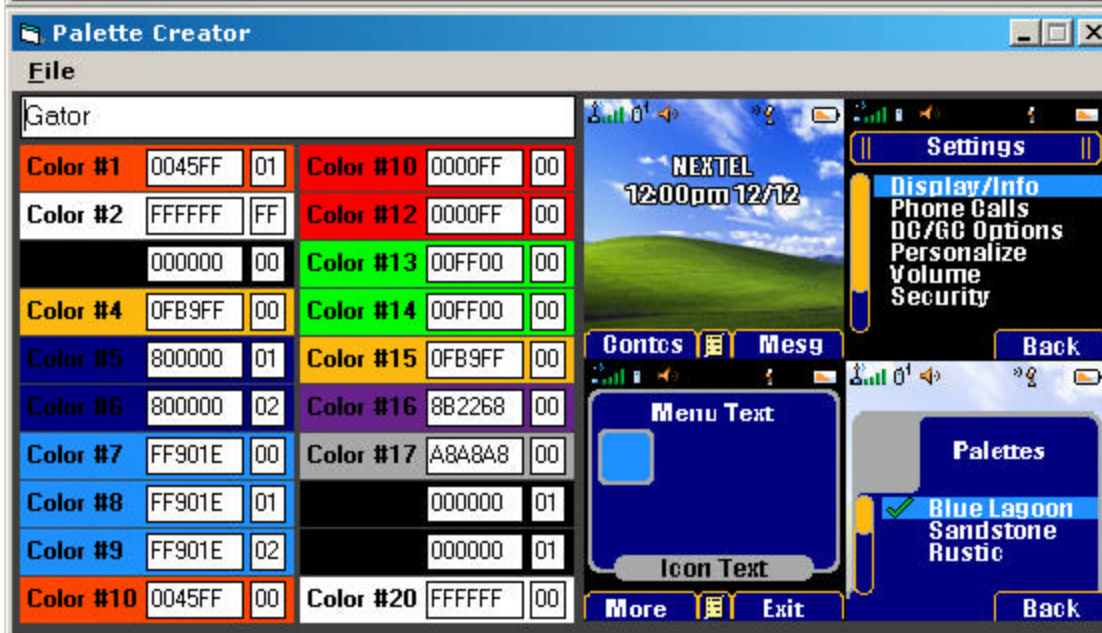 Palette Creator
File
Gator
Color #1 0045FF 01
Color #2 FFFFFF FF
000000 00
Color #4 0FB9FF 00
Color #5 800000 01
Color #6 800000 02
Color #7 FF901E 00
Color #8 FF901E 01
Color #9 FF901E 02
Color #10 0045FF 00
Color #10 0000FF 00
Color #12 0000FF 00
Color #13 00FF00 00
Color #14 00FF00 00
Color #15 0FB9FF 00
Color #16 8B2268 00
Color #17 A8A8A8 00
000000 01
000000 01
Color #20 FFFFFF 00
NEXTEL
12:00pm 12/12
Contcs Mesg
Settings
Display/Info
Phone Calls
DC/GC Options
Personalize
Volume
Security
Back
Menu Text
Icon Text
More Exit
Palettes
Blue Lagoon
Sandstone
Rustic
Back